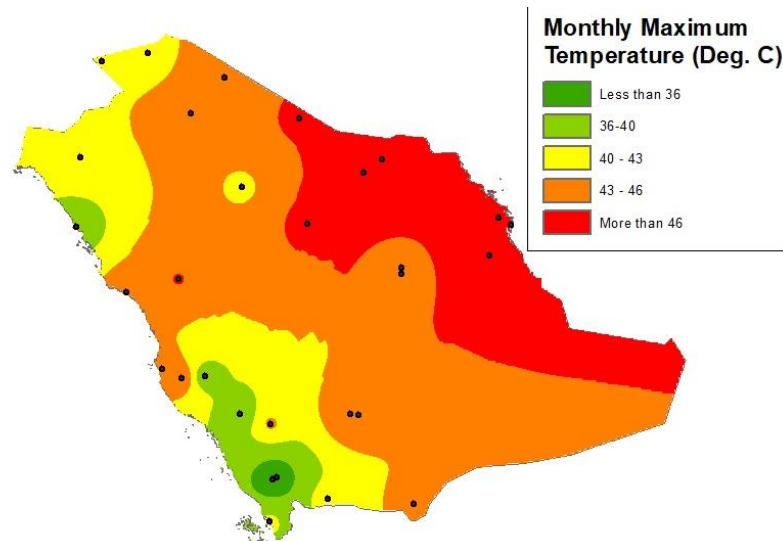 Monthly Maximum
Temperature (Deg. C)
Less than 36
36-40
40 - 43
43 - 46
More than 46